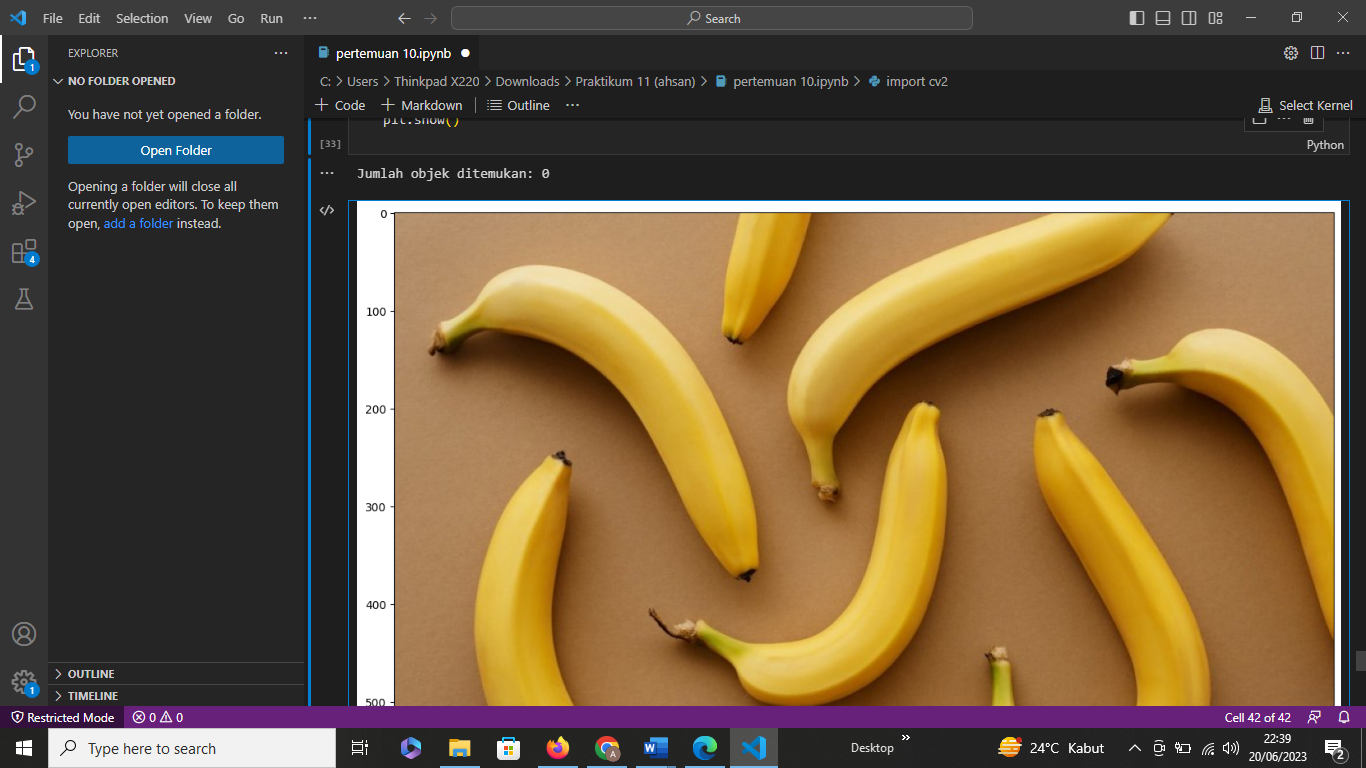 File Edit Selection View Go Run ···
Search
EXPLORER
NO FOLDER OPENED
You have not yet opened a folder.
Open Folder
Opening a folder will close all
currently open editors. To keep them
open, add a folder instead.
OUTLINE
TIMELINE
pertemuan 10.ipynb
C: > Users > Thinkpad X220 > Downloads > Praktikum 11 (ahsan) > pertemuan 10.ipynb > import cv2
+ Code + Markdown Outline ···
Select Kernel
plt.show()
[33]
Python
Jumlah objek ditemukan: 0
0
100
200
300
400
500
1
4
1
Restricted Mode 0 0
Cell 42 of 42
Type here to search
Desktop
24°C Kabut
22:39
20/06/2023
2